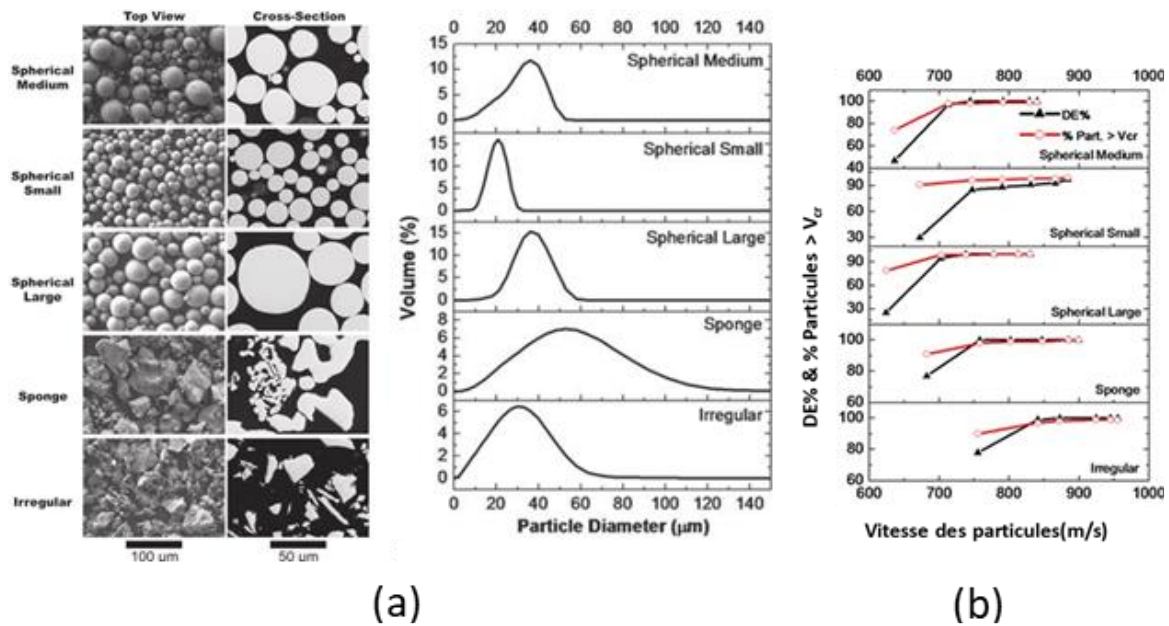 Top View Cross-Section
Spherical
Medium
Spherical
Small
Spherical
Large
Sponge
Irregular
100 um 50 um
0 20 40 60 80 100 120 140
15
10
5
0
Spherical Medium
15
10
5
0
Spherical Small
15
10
5
0
Spherical Large
8
6
4
2
0
Sponge
6
4
2
0
Irregular
0 20 40 60 80 100 120 140
Volume (%)
Particle Diameter (μm)
600 700 800 900 1000
100
80
60
40
DE%
% Part. > Vcr
Spherical Medium
90
60
30
Spherical Small
90
60
30
Spherical Large
100
80
60
Sponge
100
80
60
Irregular
600 700 800 900 1000
DE% & % Particules > Vcr
Vitesse des particules(m/s)
(a) (b)